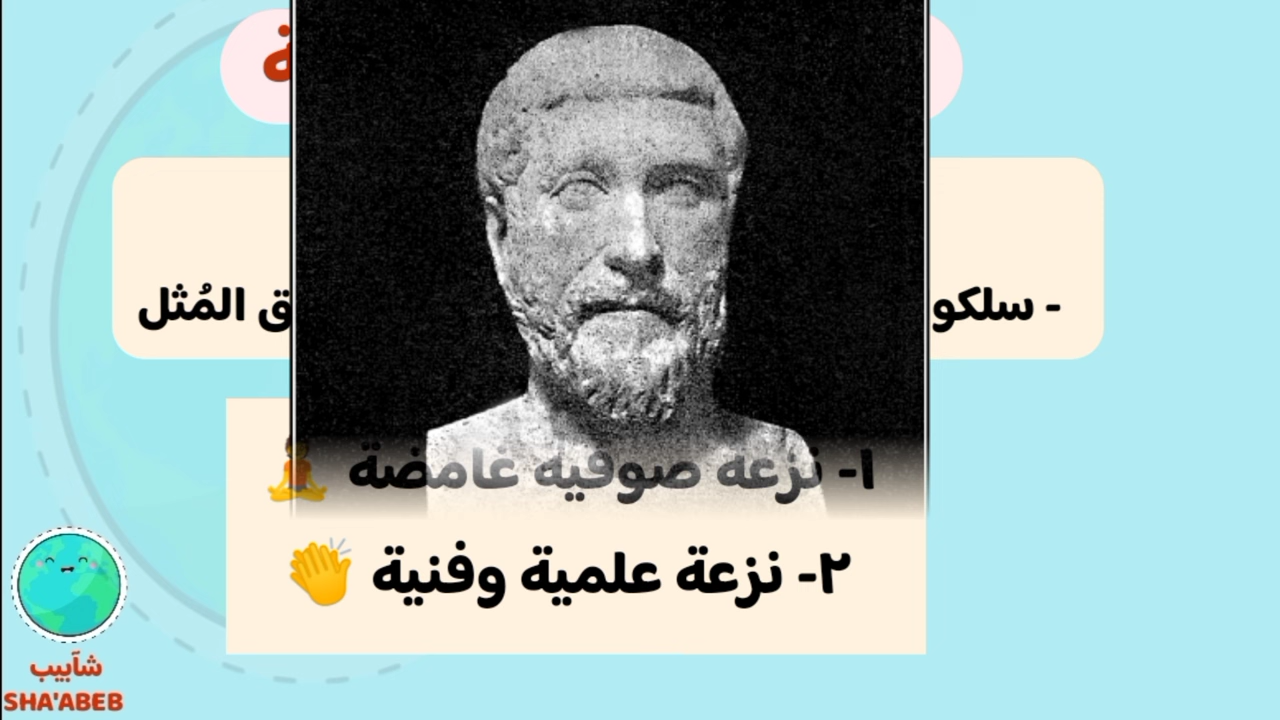 - سلكو
ق المُثل
١- نزعة صوفية غامضة
٢- نزعة علمية وفنية
شآبيب
SHA'ABEB